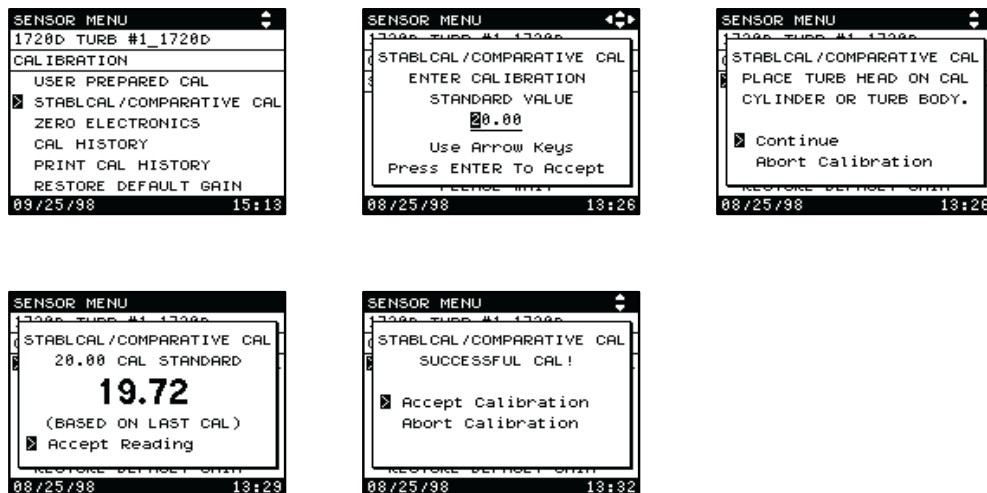 SENSOR MENU
1720D TURB #1_1720D
CALIBRATION
USER PREPARED CAL
STABLCAL/COMPARATIVE CAL
ZERO ELECTRONICS
CAL HISTORY
PRINT CAL HISTORY
RESTORE DEFAULT GAIN
09/25/98 15:13
SENSOR MENU
STABLCAL/COMPARATIVE CAL
ENTER CALIBRATION
STANDARD VALUE
20.00
Use Arrow Keys
Press ENTER To Accept
08/25/98 13:26
SENSOR MENU
STABLCAL/COMPARATIVE CAL
PLACE TURB HEAD ON CAL
CYLINDER OR TURB BODY.
Continue
Abort Calibration
08/25/98 13:26
SENSOR MENU
STABLCAL/COMPARATIVE CAL
20.00 CAL STANDARD
19.72
(BASED ON LAST CAL)
Accept Reading
08/25/98 13:29
SENSOR MENU
STABLCAL/COMPARATIVE CAL
SUCCESSFUL CAL!
Accept Calibration
Abort Calibration
08/25/98 13:32